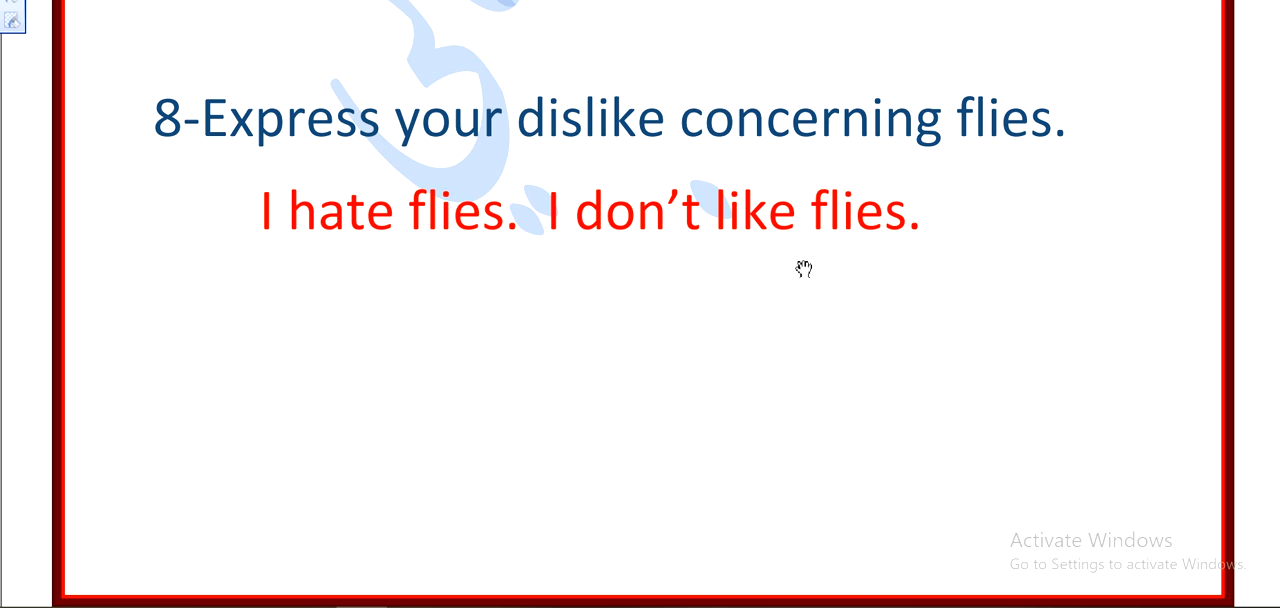 8-Express your dislike concerning flies.
I hate flies. I don’t like flies.
Activate Windows
Go to Settings to activate Windows.